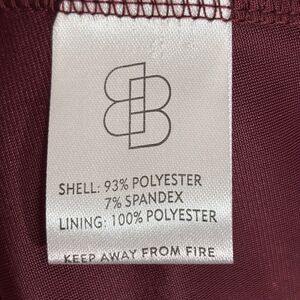 SHELL: 93% POLYESTER
7% SPANDEX
LINING: 100% POLYESTER
KEEP AWAY FROM FIRE